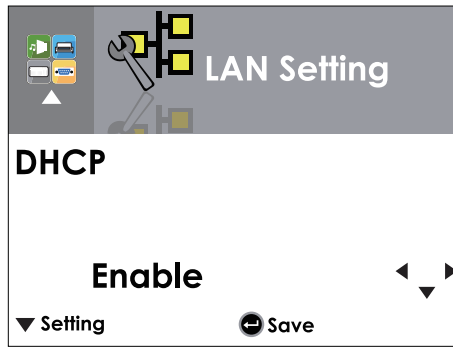 LAN Setting
DHCP
Enable
Setting
Save